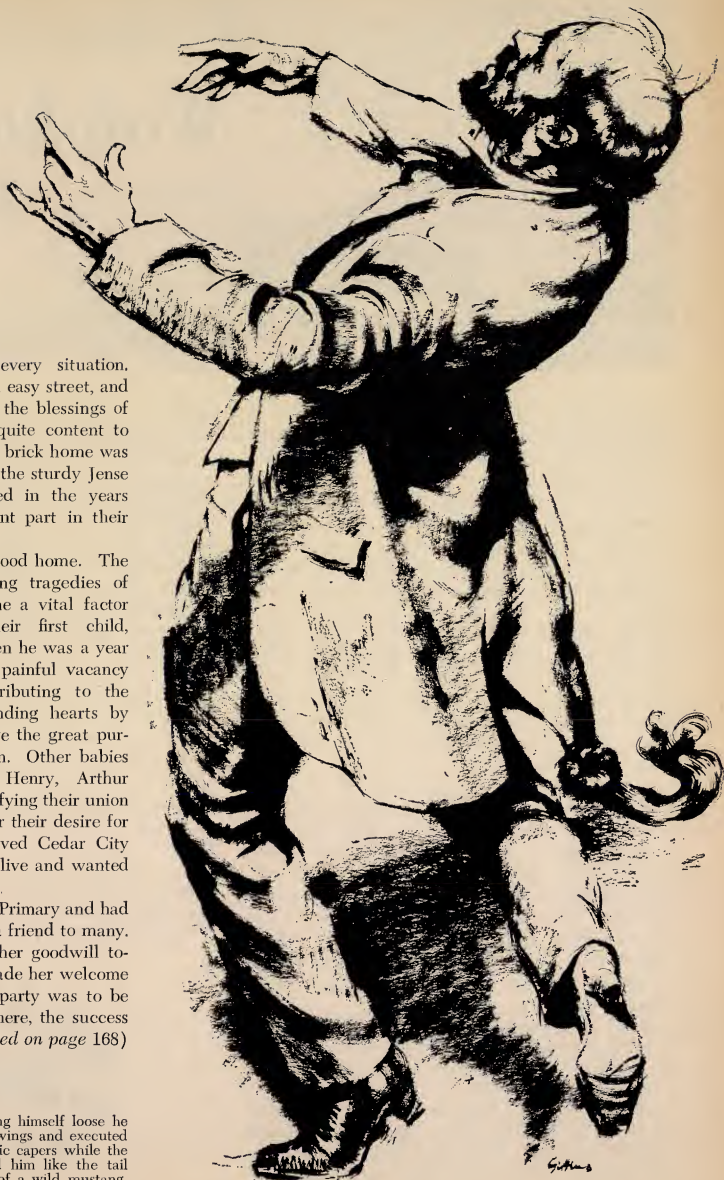 every situation.
easy street, and
the blessings of
quite content to
brick home was
the sturdy Jense
ed in the years
nt part in their
ood home. The
ng tragedies of
ne a vital factor
eir first child,
en he was a year
painful vacancy
ributing to the
nding hearts by
e the great pur-
n. Other babies
Henry, Arthur
fying their union
r their desire for
ved Cedar City
live and wanted
Primary and had
friend to many.
her goodwill to-
ade her welcome
party was to be
here, the success
ed on page 168)
ng himself loose he
wings and executed
ic capers while the
d him like the tail
of a wild mustang.